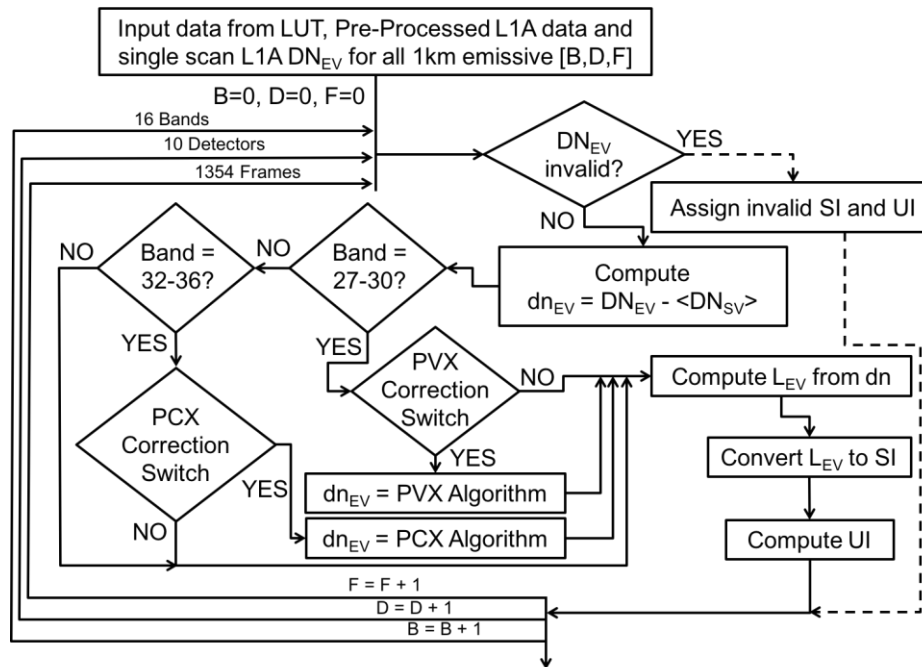 Input data from LUT, Pre-Processed L1A data and
single scan L1A DN_EV for all 1km emissive [B,D,F]
B=0, D=0, F=0
16 Bands
10 Detectors
1354 Frames
DN_EV
invalid?
YES
NO
Assign invalid SI and UI
Compute
dn_EV = DN_EV - <DN_SV>
Band =
27-30?
NO
YES
Band =
32-36?
NO
YES
PVX
Correction
Switch
NO
YES
PCX
Correction
Switch
YES
NO
dn_EV = PVX Algorithm
dn_EV = PCX Algorithm
Compute L_EV from dn
Convert L_EV to SI
Compute UI
F = F + 1
D = D + 1
B = B + 1